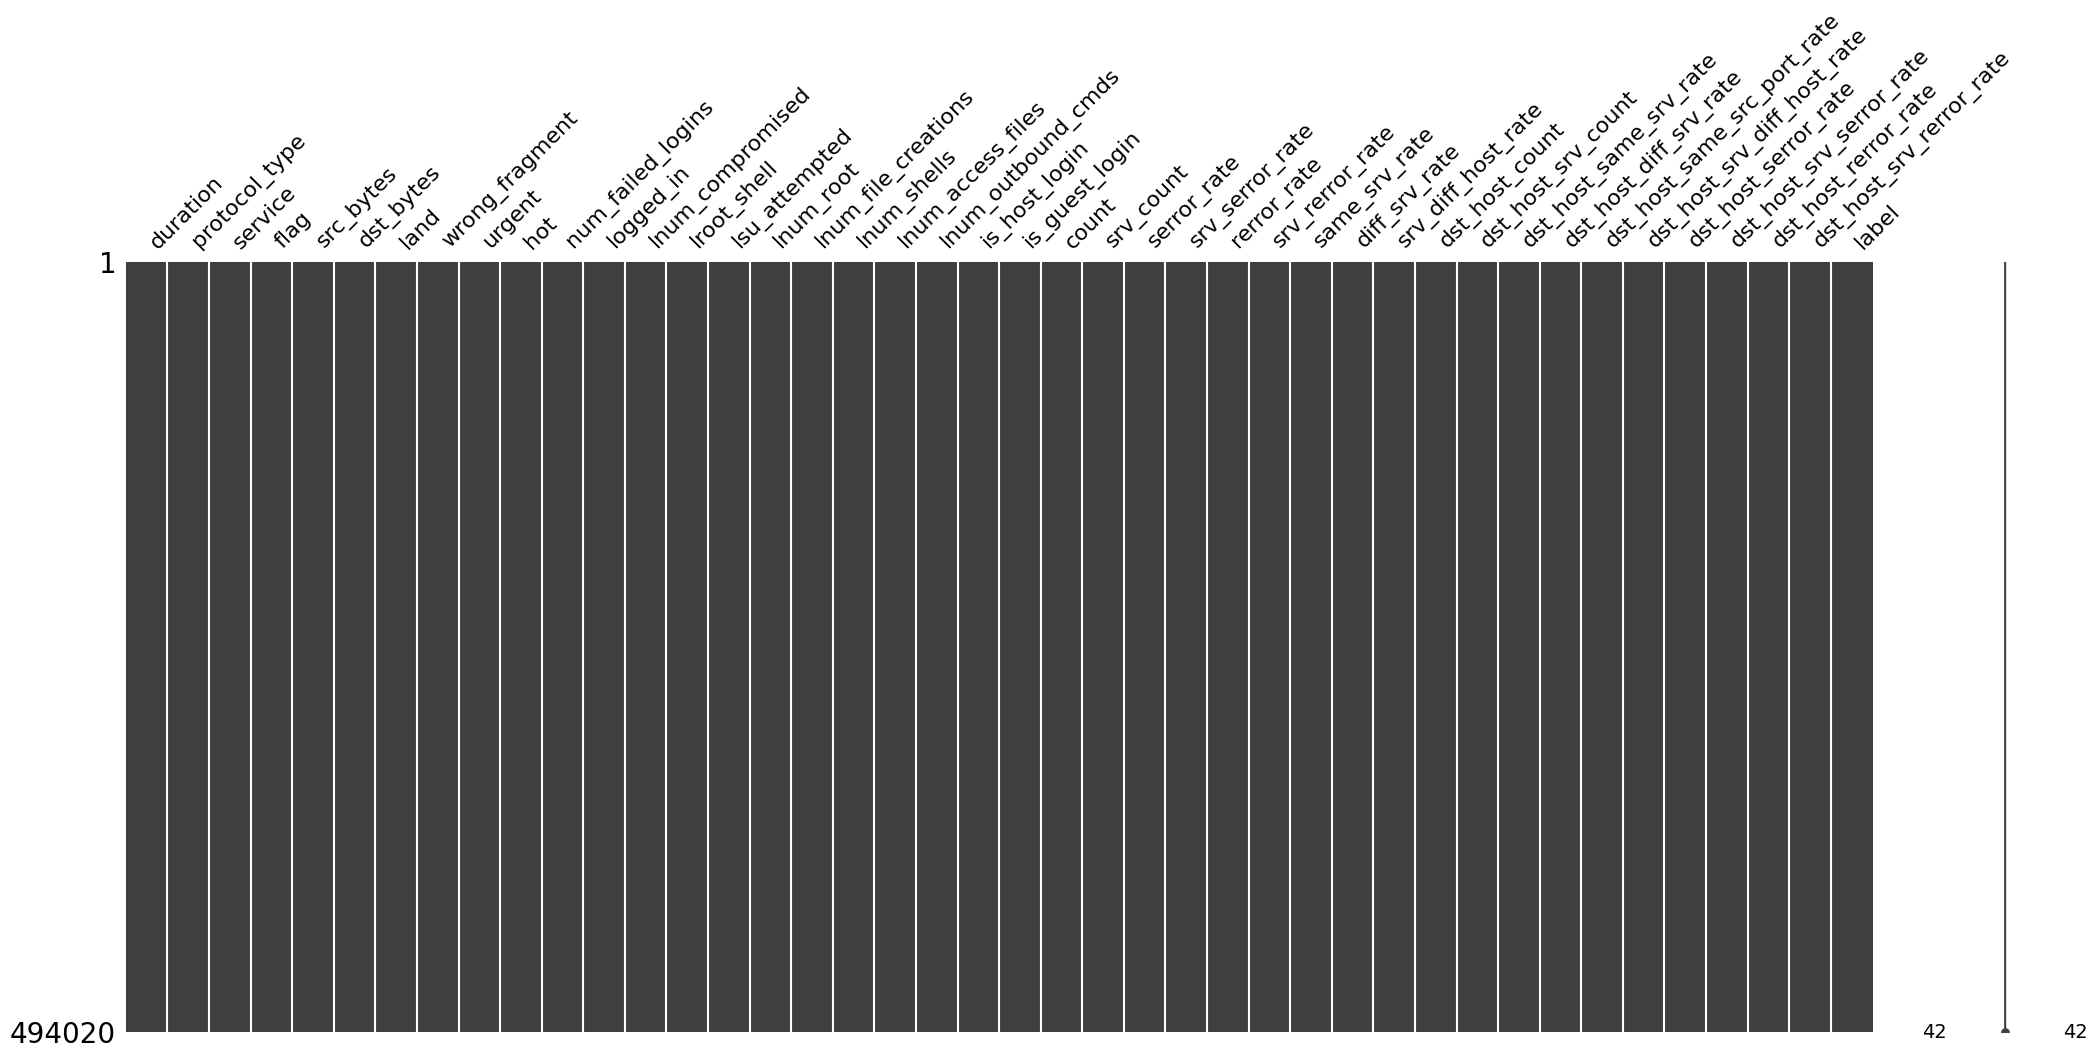 duration
protocol_type
service
flag
src_bytes
dst_bytes
land
wrong_fragment
urgent
hot
num_failed_logins
logged_in
lnum_compromised
lroot_shell
lsu_attempted
lnum_root
lnum_file_creations
lnum_shells
lnum_access_files
lnum_outbound_cmds
is_host_login
is_guest_login
count
srv_count
serror_rate
srv_serror_rate
rerror_rate
srv_rerror_rate
same_srv_rate
diff_srv_rate
srv_diff_host_rate
dst_host_count
dst_host_srv_count
dst_host_same_srv_rate
dst_host_diff_srv_rate
dst_host_same_src_port_rate
dst_host_srv_diff_host_rate
dst_host_serror_rate
dst_host_srv_serror_rate
dst_host_rerror_rate
dst_host_srv_rerror_rate
label
1
494020
42
42